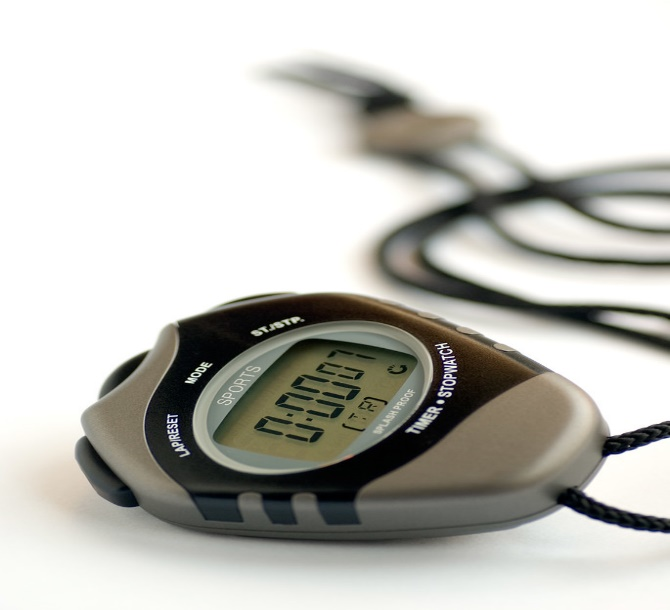 ST./STP.
MODE
LAP/RESET
SPORTS
0:00 07
SPLASH PROOF
TIMER • STOPWATCH